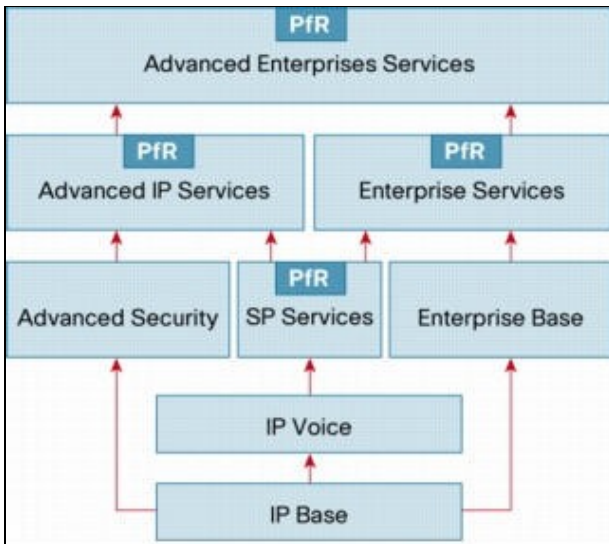 PfR
Advanced Enterprises Services
PfR
Advanced IP Services
PfR
Enterprise Services
Advanced Security
PfR
SP Services
Enterprise Base
IP Voice
IP Base